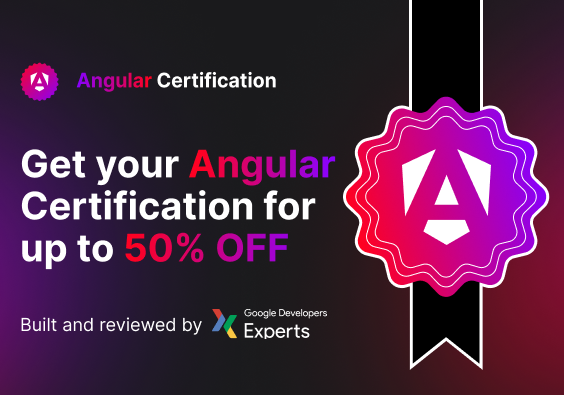 Angular Certification
Get your Angular
Certification for
up to 50% OFF
Built and reviewed by Google Developers
Experts